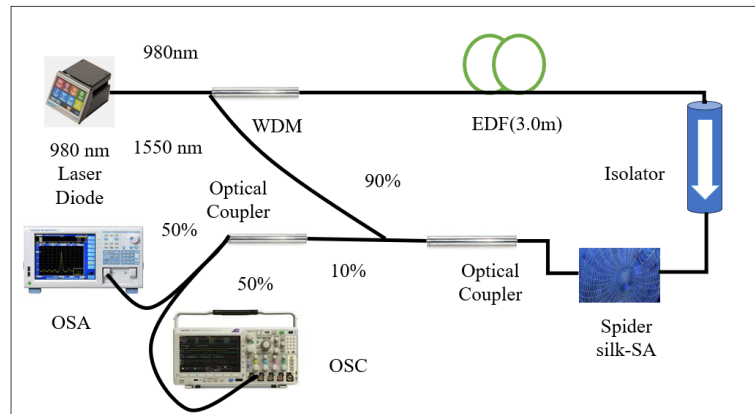 980nm
WDM
EDF(3.0m)
980 nm
Laser
Diode
1550 nm
90%
Isolator
Optical
Coupler
50%
50%
10%
Optical
Coupler
OSA
OSC
Spider
silk-SA